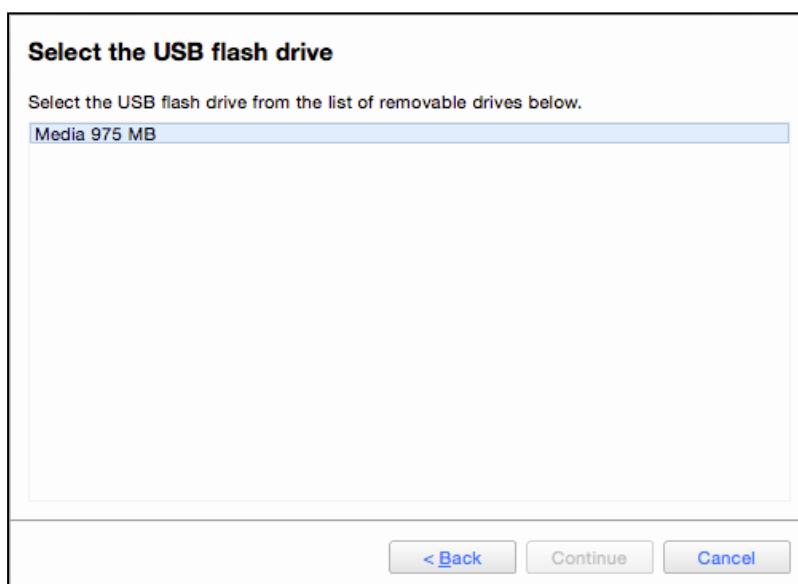 Select the USB flash drive
Select the USB flash drive from the list of removable drives below.
Media 975 MB
< Back
Continue
Cancel